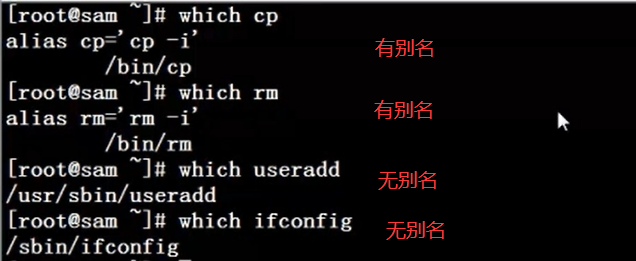 [root@sam ~]# which cp
alias cp='cp -i' 有别名
/bin/cp
[root@sam ~]# which rm
alias rm='rm -i' 有别名
/bin/rm
[root@sam ~]# which useradd
/usr/sbin/useradd 无别名
[root@sam ~]# which ifconfig 无别名
/sbin/ifconfig